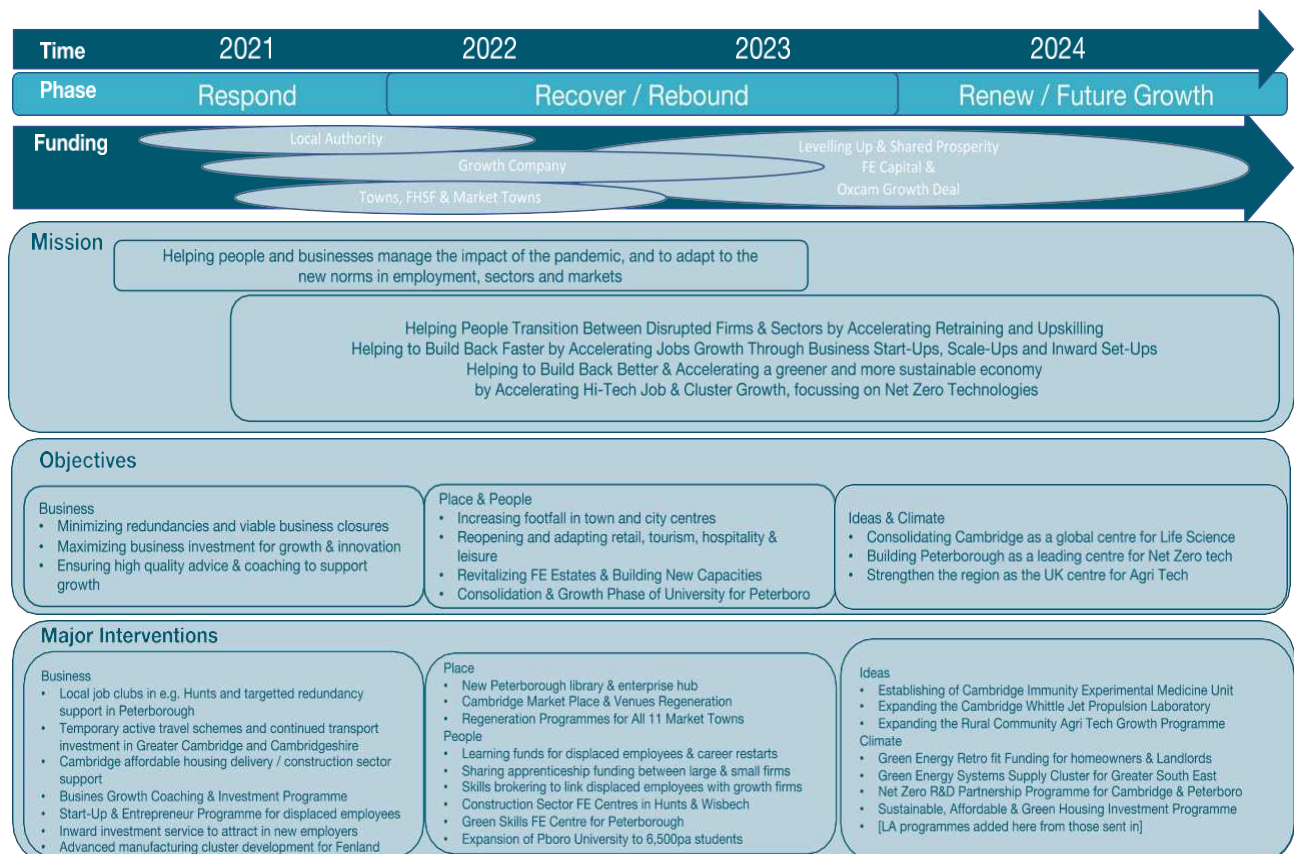 Time 2021 2022 2023 2024
Phase Respond Recover / Rebound Renew / Future Growth
Funding
Local Authority
Growth Company
Towns, FHSF & Market Towns
Levelling Up & Shared Prosperity
FE Capital &
Oxcam Growth Deal
Mission
Helping people and businesses manage the impact of the pandemic, and to adapt to the
new norms in employment, sectors and markets
Helping People Transition Between Disrupted Firms & Sectors by Accelerating Retraining and Upskilling
Helping to Build Back Faster by Accelerating Jobs Growth Through Business Start-Ups, Scale-Ups and Inward Set-Ups
Helping to Build Back Better & Accelerating a greener and more sustainable economy
by Accelerating Hi-Tech Job & Cluster Growth, focussing on Net Zero Technologies
Objectives
Business
• Minimizing redundancies and viable business closures
• Maximizing business investment for growth & innovation
• Ensuring high quality advice & coaching to support
growth
Place & People
• Increasing footfall in town and city centres
• Reopening and adapting retail, tourism, hospitality &
leisure
• Revitalizing FE Estates & Building New Capacities
• Consolidation & Growth Phase of University for Peterboro
Ideas & Climate
• Consolidating Cambridge as a global centre for Life Science
• Building Peterborough as a leading centre for Net Zero tech
• Strengthen the region as the UK centre for Agri Tech
Major Interventions
Business
• Local job clubs in e.g. Hunts and targetted redundancy
support in Peterborough
• Temporary active travel schemes and continued transport
investment in Greater Cambridge and Cambridgeshire
• Cambridge affordable housing delivery / construction sector
support
• Busines Growth Coaching & Investment Programme
• Start-Up & Entrepreneur Programme for displaced employees
• Inward investment service to attract in new employers
• Advanced manufacturing cluster development for Fenland
Place
• New Peterborough library & enterprise hub
• Cambridge Market Place & Venues Regeneration
• Regeneration Programmes for All 11 Market Towns
People
• Learning funds for displaced employees & career restarts
• Sharing apprenticeship funding between large & small firms
• Skills brokering to link displaced employees with growth firms
• Construction Sector FE Centres in Hunts & Wisbech
• Green Skills FE Centre for Peterborough
• Expansion of Pboro University to 6,500pa students
Ideas
• Establishing of Cambridge Immunity Experimental Medicine Unit
• Expanding the Cambridge Whittle Jet Propulsion Laboratory
• Expanding the Rural Community Agri Tech Growth Programme
Climate
• Green Energy Retro fit Funding for homeowners & Landlords
• Green Energy Systems Supply Cluster for Greater South East
• Net Zero R&D Partnership Programme for Cambridge & Peterboro
• Sustainable, Affordable & Green Housing Investment Programme
• [LA programmes added here from those sent in]